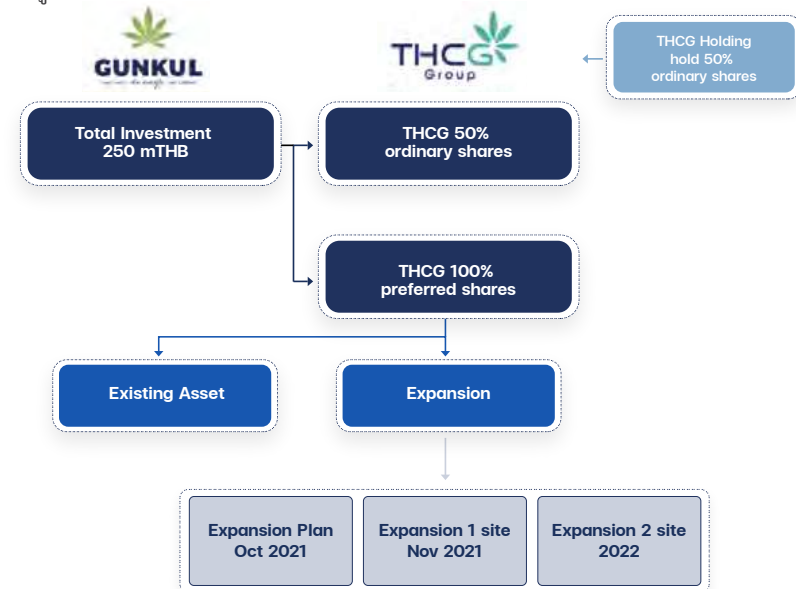 GUNKUL
THCG
Group
THCG Holding
hold 50%
ordinary shares
Total Investment
250 mTHB
THCG 50%
ordinary shares
THCG 100%
preferred shares
Existing Asset
Expansion
Expansion Plan
Oct 2021
Expansion 1 site
Nov 2021
Expansion 2 site
2022